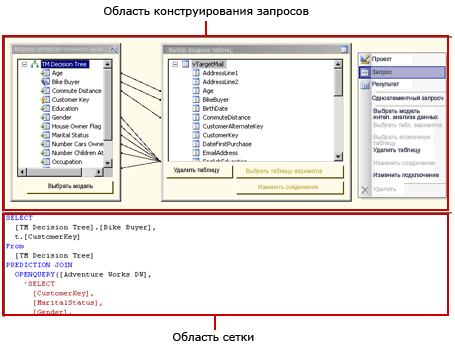 Область конструирования запросов
Модель интеллектуального анал...
TM Decision Tree
Age
Bike Buyer
Commute Distance
Customer Key
Education
Gender
House Owner Flag
Marital Status
Number Cars Owned
Number Children At
Occupation
Выбрать модель
Выбор входных таблиц:
vTargetMail
AddressLine1
AddressLine2
Age
BikeBuyer
BirthDate
CommuteDistance
CustomerAlternateKey
CustomerKey
DateFirstPurchase
EmailAddress
EnglishEducation
Удалить таблицу
Выбрать таблицу вариантов
Изменить соединение
Проект
Запрос
Результат
Одноэлементный запрос
Выбрать модель
интел. анализа данных
Выбрать табл. вариантов
Выбрать вложенную
таблицу
Удалить таблицу
Изменить соединение
Изменить подключение
Удалить
SELECT
[TM Decision Tree].[Bike Buyer],
t.[CustomerKey]
From
[TM Decision Tree]
PREDICTION JOIN
OPENQUERY([Adventure Works DW],
'SELECT
[CustomerKey],
[MaritalStatus],
[Gender],
Область сетки